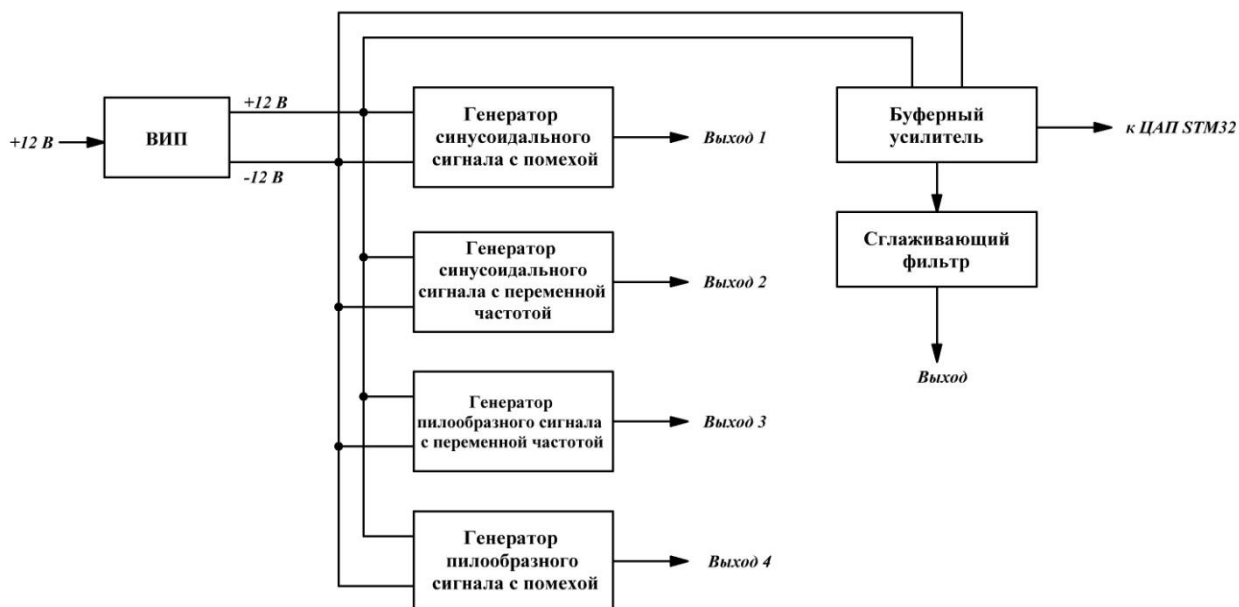 +12 В
ВИП
+12 В
-12 В
Генератор
синусоидального
сигнала с помехой
Выход 1
Генератор
синусоидального
сигнала с переменной
частотой
Выход 2
Генератор
пилообразного сигнала
с переменной частотой
Выход 3
Генератор
пилообразного
сигнала с помехой
Выход 4
Буферный
усилитель
к ЦАП STM32
Сглаживающий
фильтр
Выход